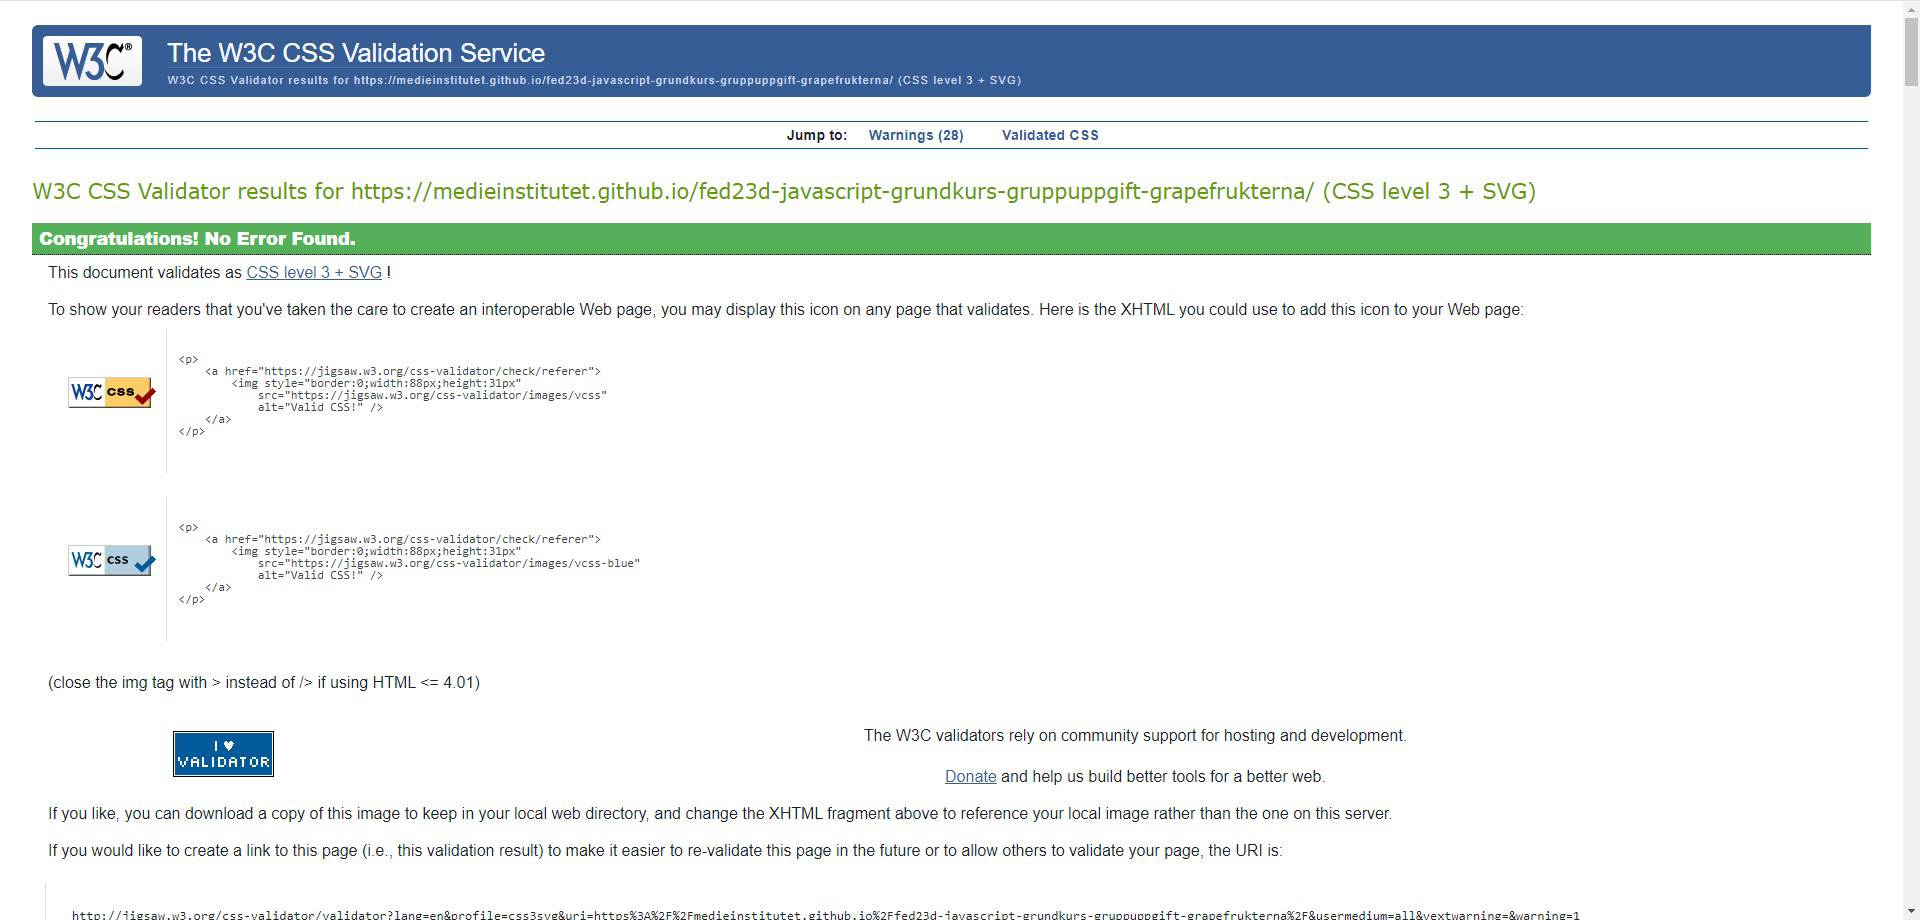 W3C®
The W3C CSS Validation Service
W3C CSS Validator results for https://medieinstitutet.github.io/fed23d-javascript-grundkurs-gruppuppgift-grapefrukterna/ (CSS level 3 + SVG)
Jump to: Warnings (28) Validated CSS
W3C CSS Validator results for https://medieinstitutet.github.io/fed23d-javascript-grundkurs-gruppuppgift-grapefrukterna/ (CSS level 3 + SVG)
Congratulations! No Error Found.
This document validates as CSS level 3 + SVG !
To show your readers that you've taken the care to create an interoperable Web page, you may display this icon on any page that validates. Here is the XHTML you could use to add this icon to your Web page:
W3C css
<p>
<a href="https://jigsaw.w3.org/css-validator/check/referer">
<img style="border:0;width:88px;height:31px"
src="https://jigsaw.w3.org/css-validator/images/vcss"
alt="Valid CSS!" />
</a>
</p>
W3C css
<p>
<a href="https://jigsaw.w3.org/css-validator/check/referer">
<img style="border:0;width:88px;height:31px"
src="https://jigsaw.w3.org/css-validator/images/vcss-blue"
alt="Valid CSS!" />
</a>
</p>
(close the img tag with > instead of /> if using HTML <= 4.01)
I ♥
VALIDATOR
The W3C validators rely on community support for hosting and development.
Donate and help us build better tools for a better web.
If you like, you can download a copy of this image to keep in your local web directory, and change the XHTML fragment above to reference your local image rather than the one on this server.
If you would like to create a link to this page (i.e., this validation result) to make it easier to re-validate this page in the future or to allow others to validate your page, the URI is:
http://jigsaw.w3.org/css-validator/validator?lang=en&profile=css3svg&uri=https%3A%2F%2Fmedieinstitutet.github.io%2Ffed23d-javascript-grundkurs-gruppuppgift-grapefrukterna%2F&usermedium=all&vextwarning=&warning=1